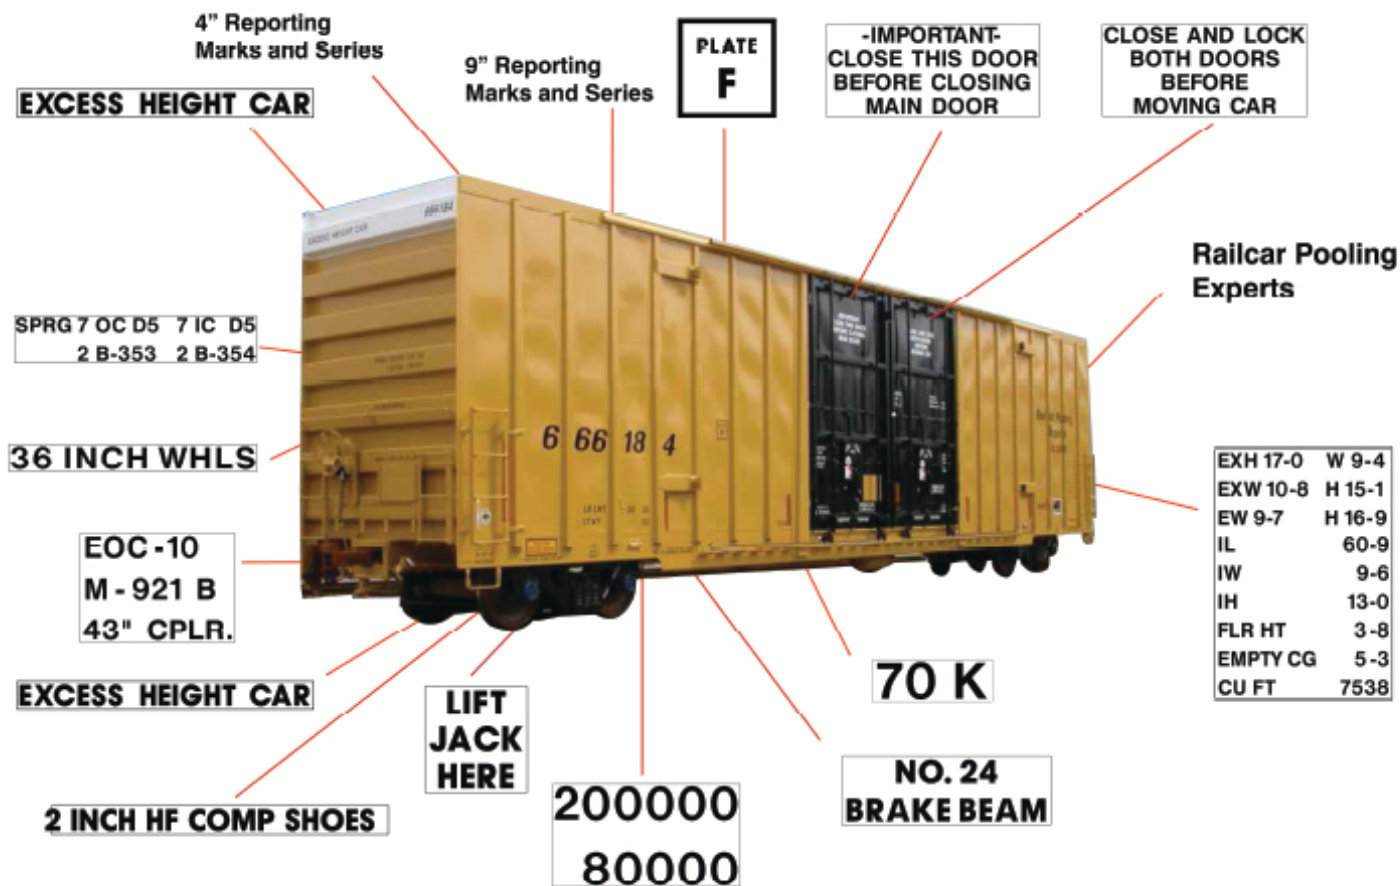 4” Reporting
Marks and Series
9” Reporting
Marks and Series
PLATE
F
-IMPORTANT-
CLOSE THIS DOOR
BEFORE CLOSING
MAIN DOOR
CLOSE AND LOCK
BOTH DOORS
BEFORE
MOVING CAR
EXCESS HEIGHT CAR
666184
EXCESS HEIGHT CAR
Railcar Pooling
Experts
SPRG 7 OC D5 7 IC D5
2 B-353 2 B-354
36 INCH WHLS
666184
EOC -10
M - 921 B
43" CPLR.
EXH 17-0 W 9-4
EXW 10-8 H 15-1
EW 9-7 H 16-9
IL 60-9
IW 9-6
IH 13-0
FLR HT 3-8
EMPTY CG 5-3
CU FT 7538
EXCESS HEIGHT CAR
LIFT
JACK
HERE
70 K
2 INCH HF COMP SHOES
200000
80000
NO. 24
BRAKE BEAM